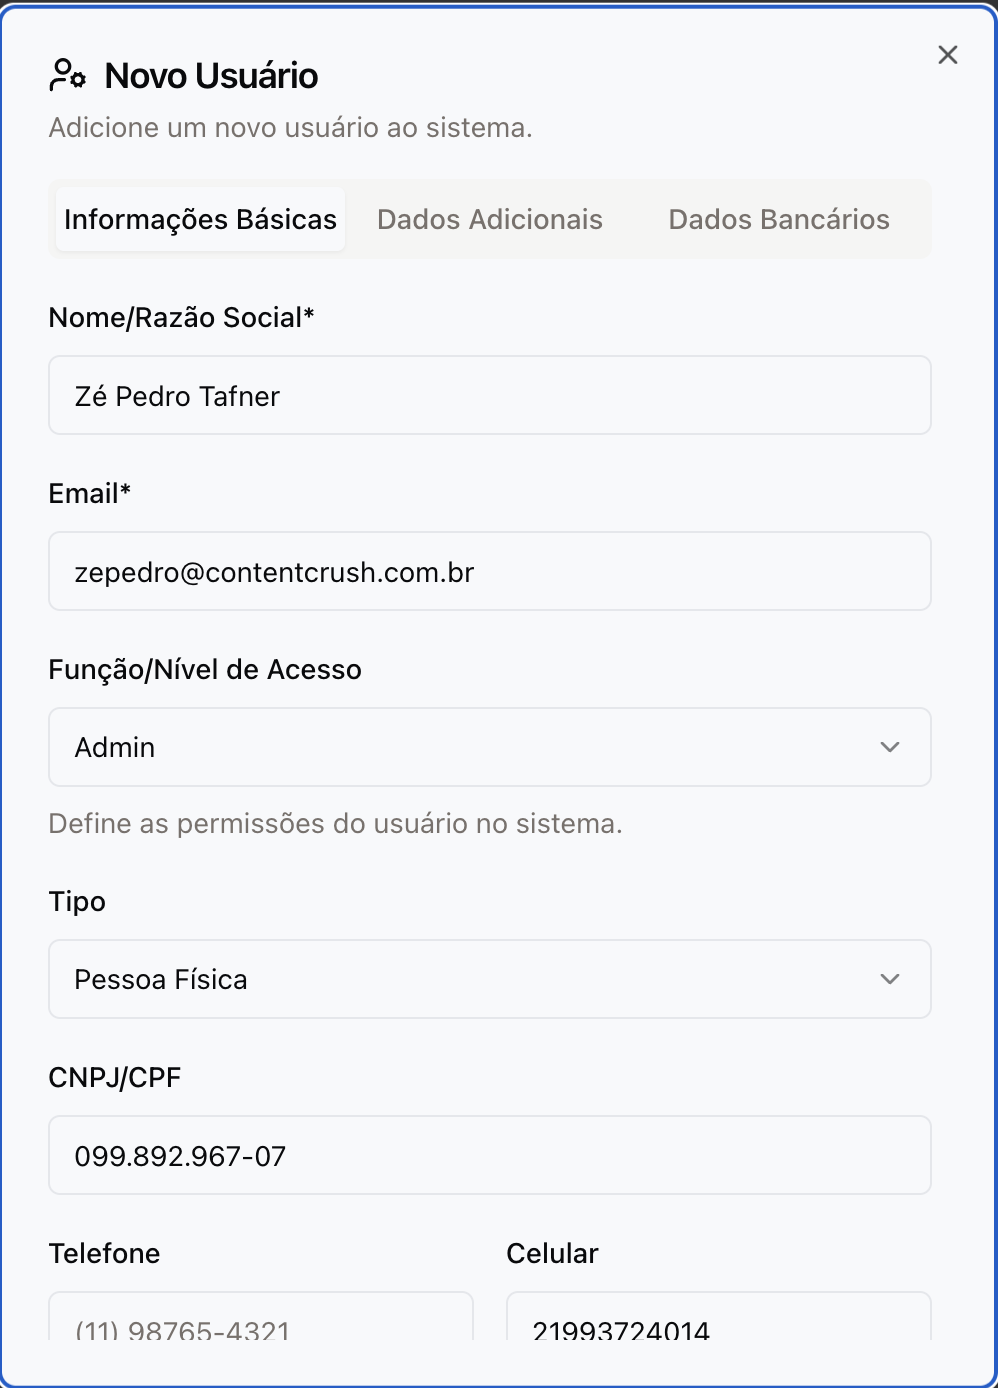 Novo Usuário
Adicione um novo usuário ao sistema.
Informações Básicas Dados Adicionais Dados Bancários
Nome/Razão Social*
Zé Pedro Tafner
Email*
zepedro@contentcrush.com.br
Função/Nível de Acesso
Admin
Define as permissões do usuário no sistema.
Tipo
Pessoa Física
CNPJ/CPF
099.892.967-07
Telefone Celular
(11) 98765-4321 21993724014